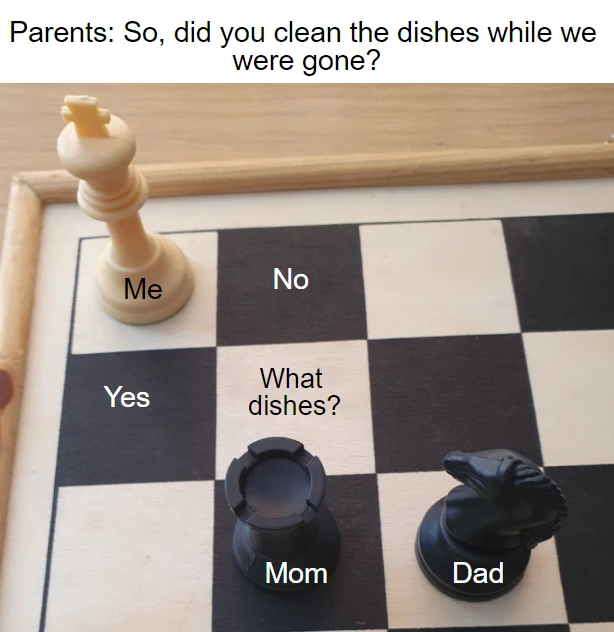 Parents: So, did you clean the dishes while we
were gone?
Me
No
Yes
What
dishes?
Mom
Dad